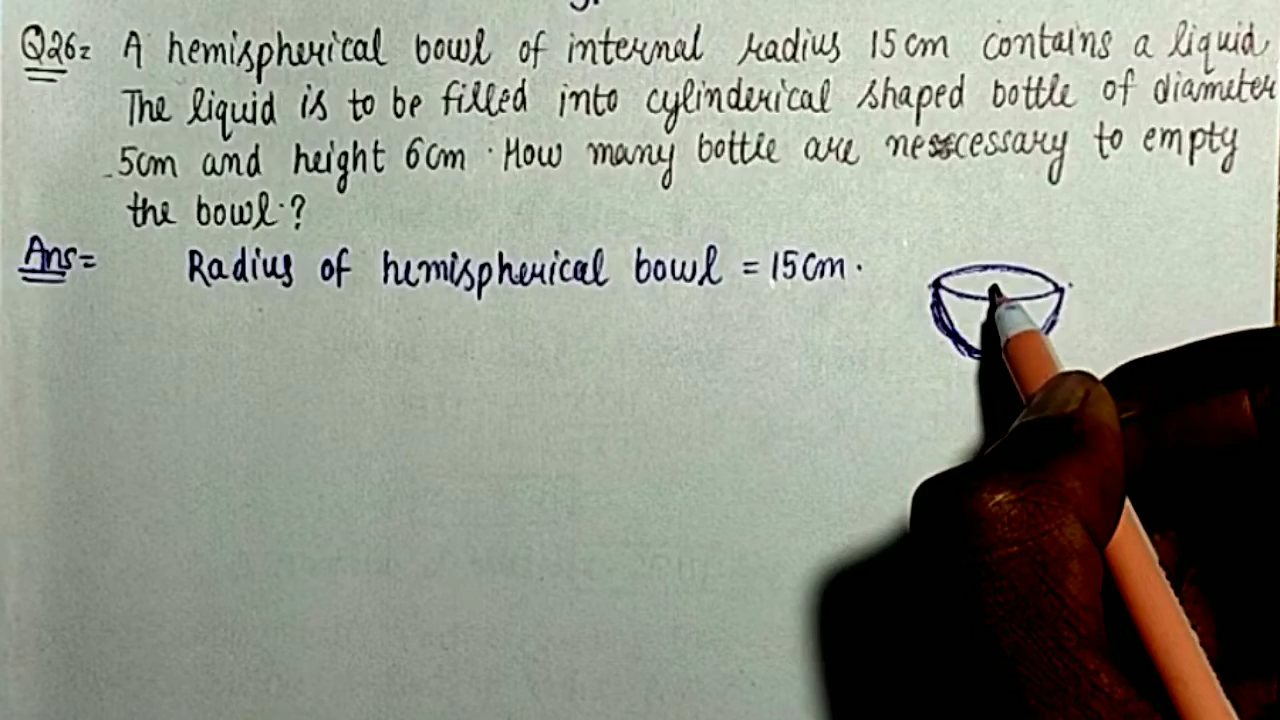 Q26= A hemispherical bowl of internal radius 15cm contains a liquid.
The liquid is to be filled into cylinderical shaped bottle of diameter
5cm and height 6cm. How many bottle are nesscessary to empty
the bowl.?
Ans= Radius of hemispherical bowl = 15cm.